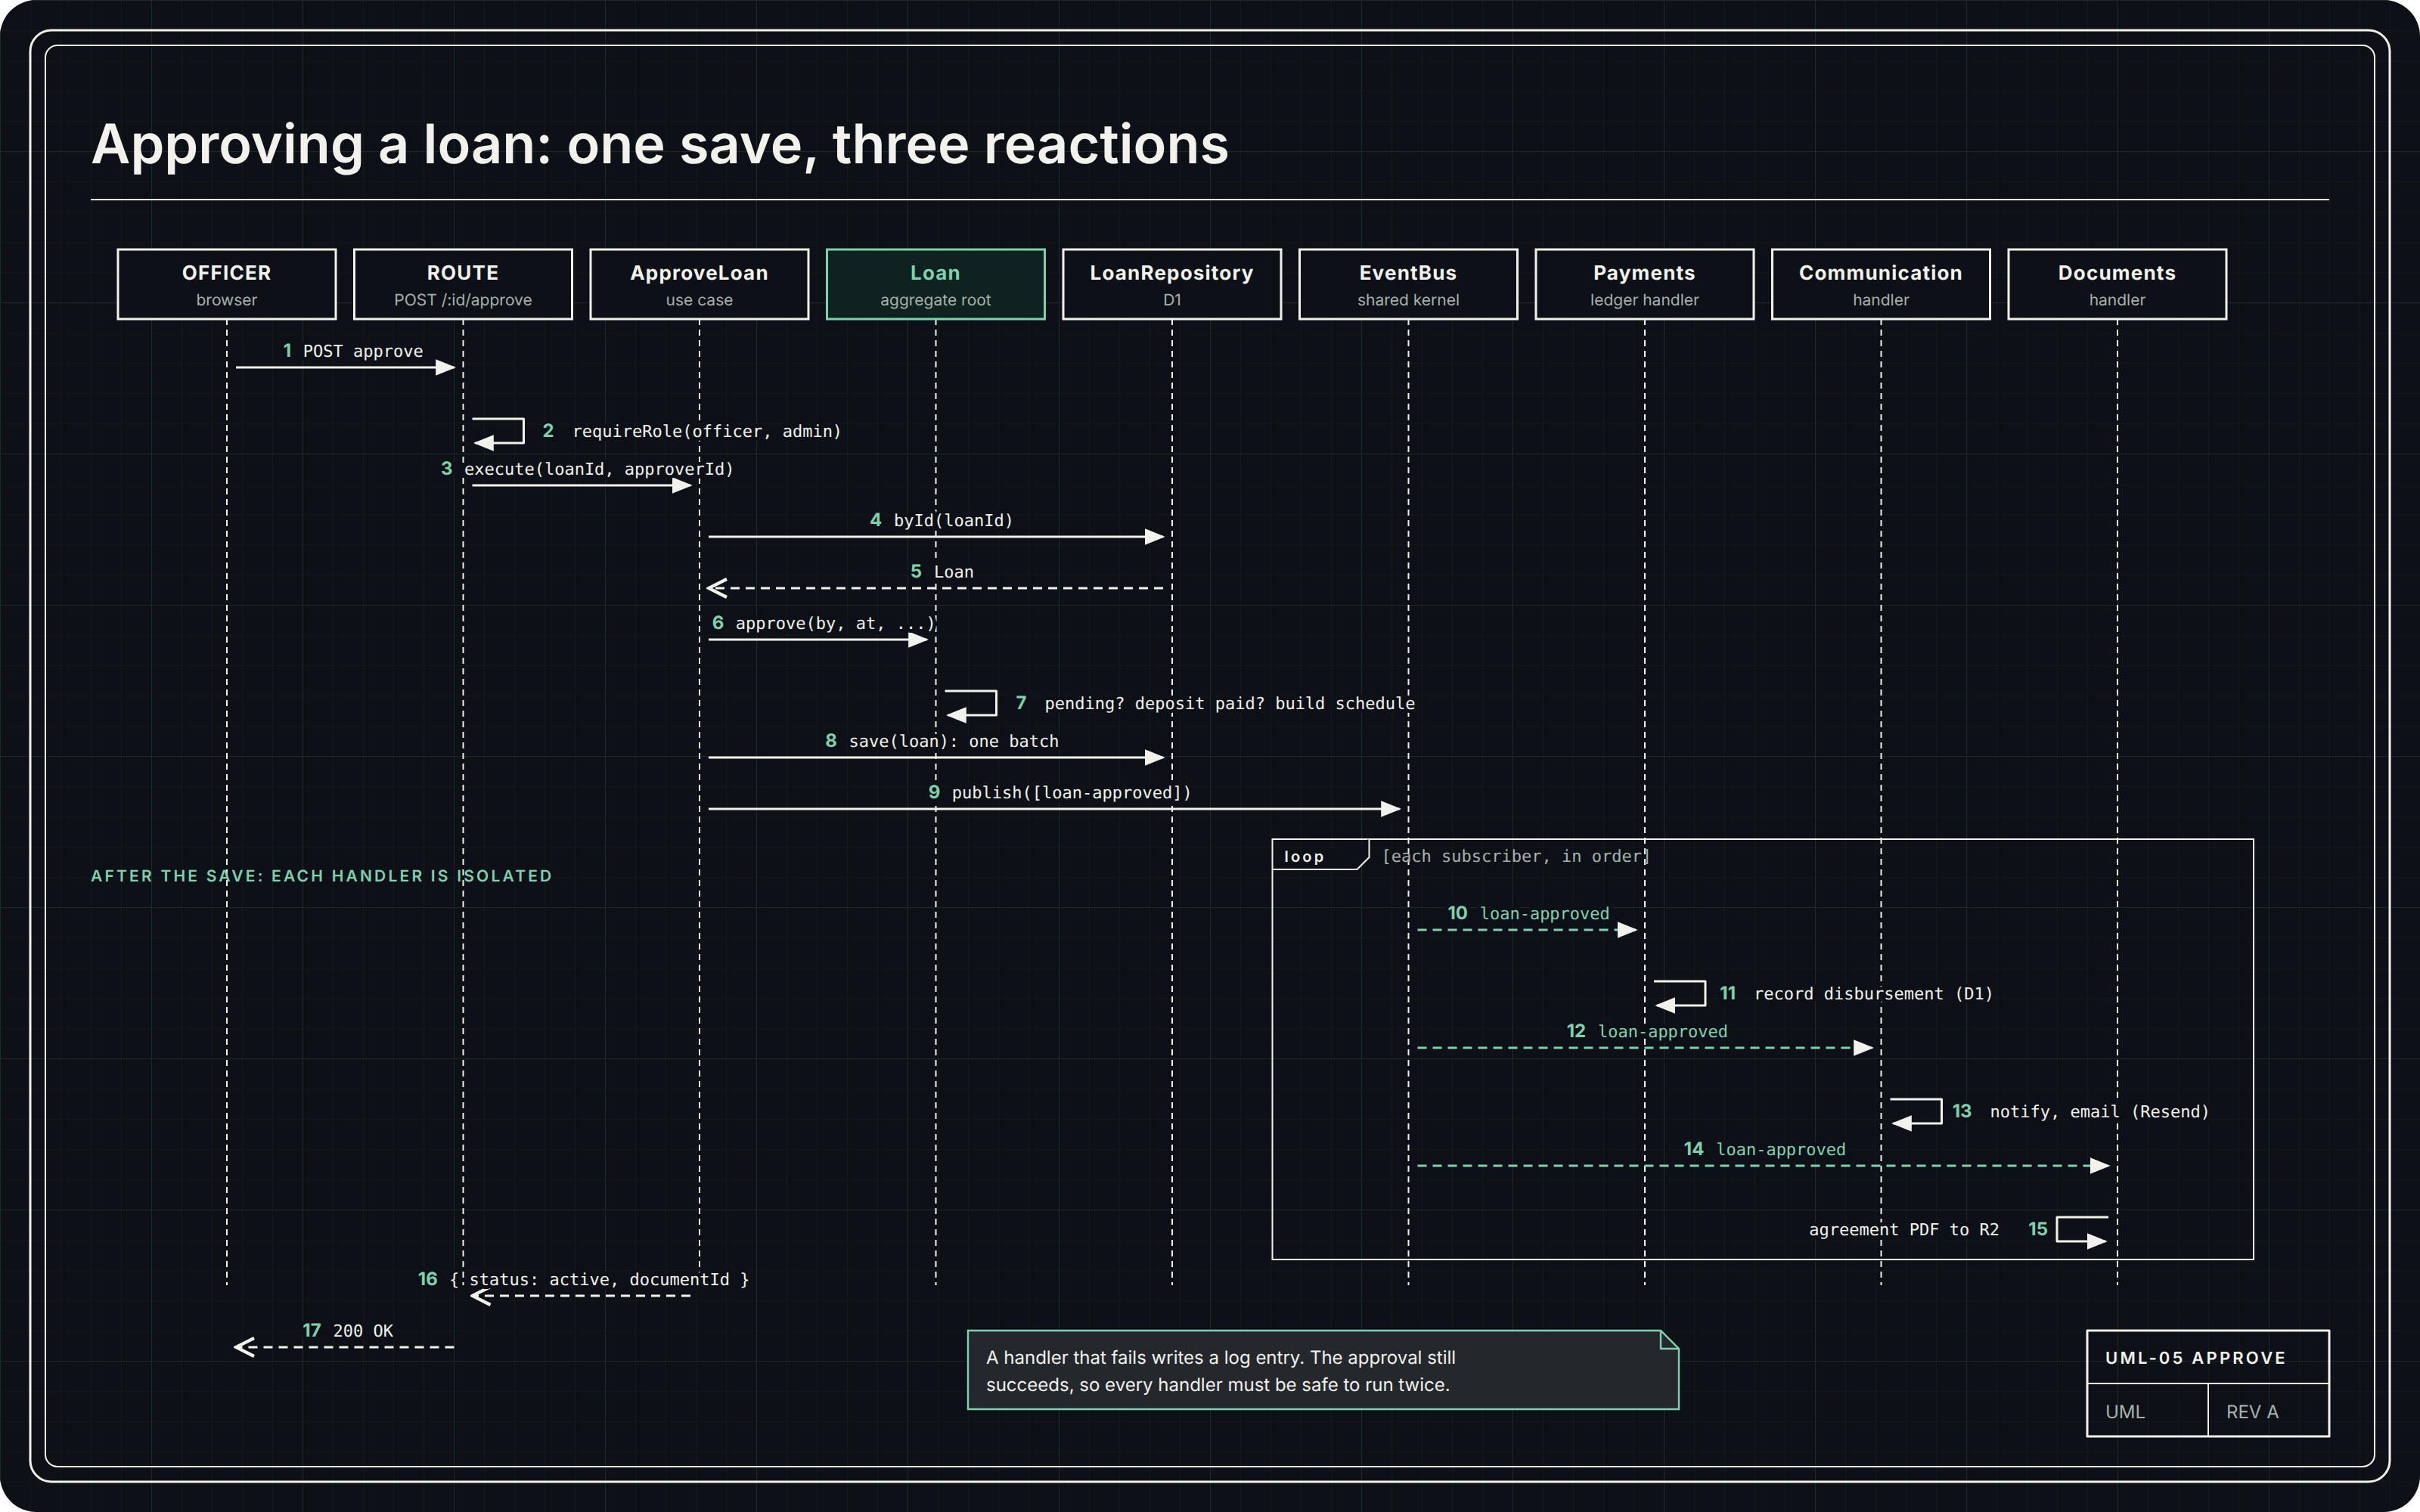 Approving a loan: one save, three reactions
OFFICER
browser
ROUTE
POST /:id/approve
ApproveLoan
use case
Loan
aggregate root
LoanRepository
D1
EventBus
shared kernel
Payments
ledger handler
Communication
handler
Documents
handler
1 POST approve
2 requireRole(officer, admin)
3 execute(loanId, approverId)
4 byId(loanId)
5 Loan
6 approve(by, at, ...)
7 pending? deposit paid? build schedule
8 save(loan): one batch
9 publish([loan-approved])
loop [each subscriber, in order]
AFTER THE SAVE: EACH HANDLER IS ISOLATED
10 loan-approved
11 record disbursement (D1)
12 loan-approved
13 notify, email (Resend)
14 loan-approved
agreement PDF to R2 15
16 { status: active, documentId }
17 200 OK
A handler that fails writes a log entry. The approval still
succeeds, so every handler must be safe to run twice.
UML-05 APPROVE
UML REV A